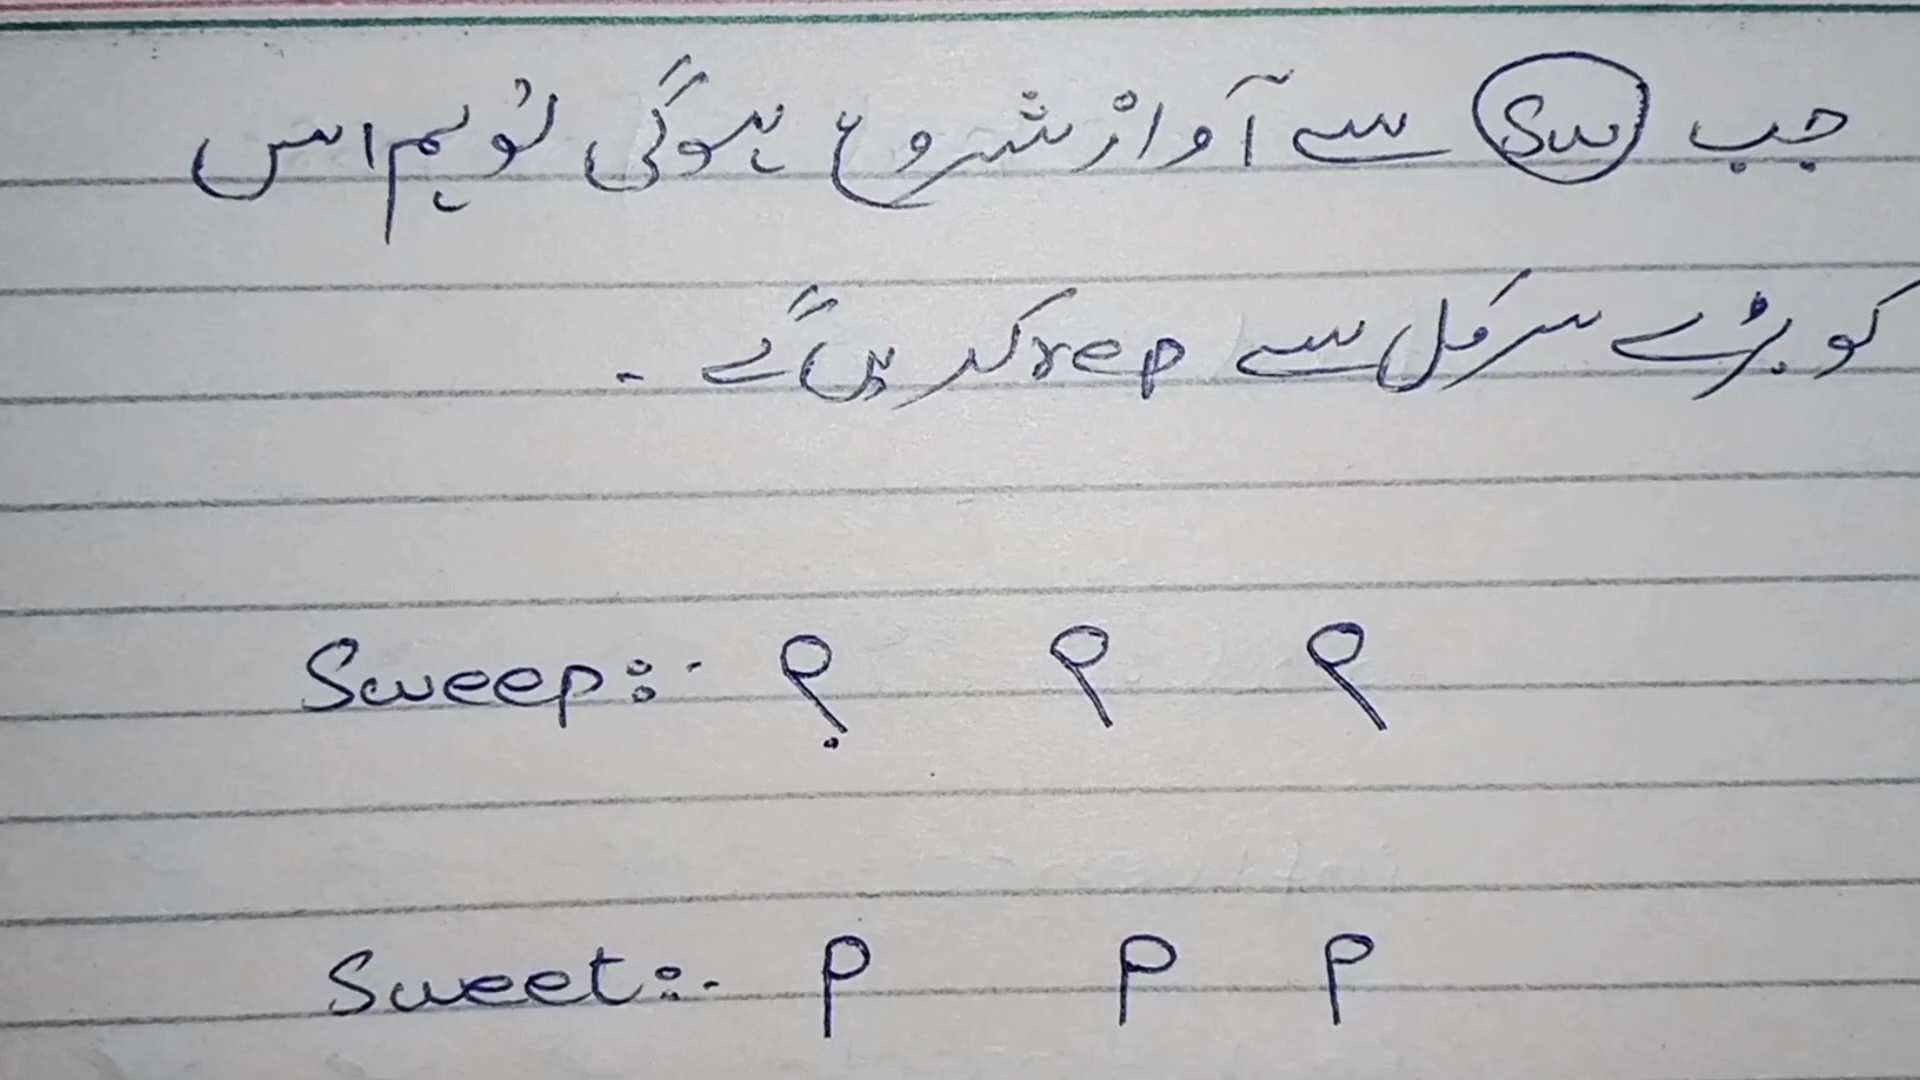 جب Sw سے آواز شروع ہوگی تو ہم اس
کو بڑے سرکل سے rep کریں گے ۔
Sweep:-
Sweet:-